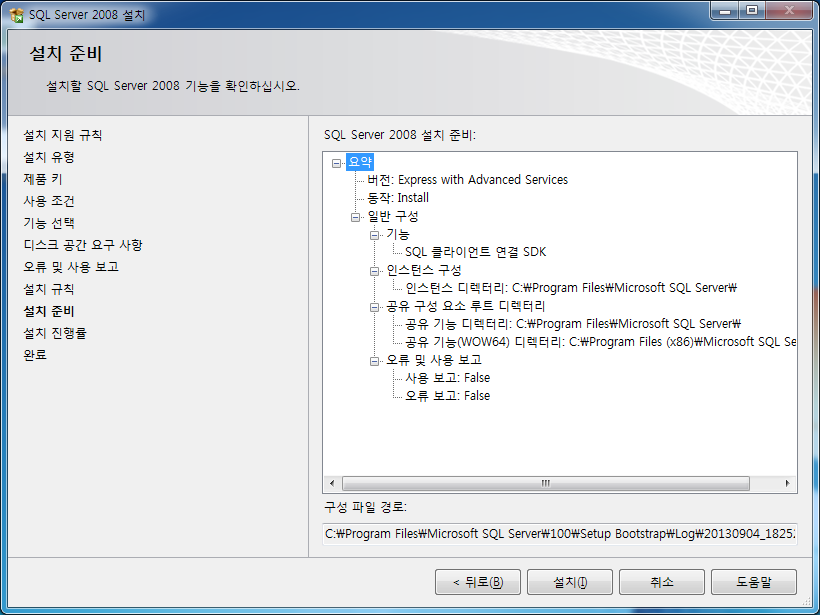 SQL Server 2008 설치
설치 준비
설치할 SQL Server 2008 기능을 확인하십시오.
설치 지원 규칙
설치 유형
제품 키
사용 조건
기능 선택
디스크 공간 요구 사항
오류 및 사용 보고
설치 규칙
설치 준비
설치 진행률
완료
SQL Server 2008 설치 준비:
요약
버전: Express with Advanced Services
동작: Install
일반 구성
기능
SQL 클라이언트 연결 SDK
인스턴스 구성
인스턴스 디렉터리: C:₩Program Files₩Microsoft SQL Server₩
공유 구성 요소 루트 디렉터리
공유 기능 디렉터리: C:₩Program Files₩Microsoft SQL Server₩
공유 기능(WOW64) 디렉터리: C:₩Program Files (x86)₩Microsoft SQL Se
오류 및 사용 보고
사용 보고: False
오류 보고: False
구성 파일 경로:
C:₩Program Files₩Microsoft SQL Server₩100₩Setup Bootstrap₩Log₩20130904_1825
< 뒤로(B)
설치(I)
취소
도움말